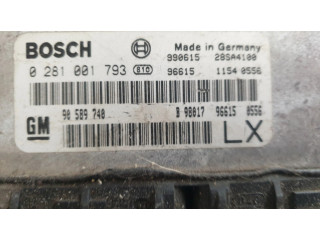 BOSCH
Made in Germany
990615 28SA4100
0 281 001 793 610 96615 1154 0556
GM 90 589 740 B 98017 96615 0556
LX